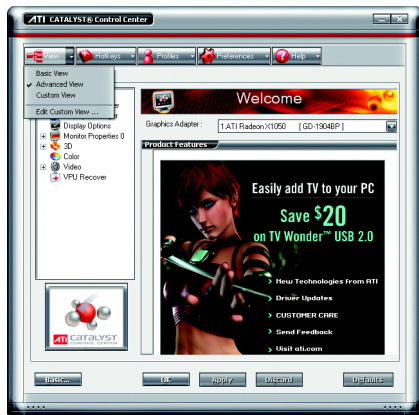 ATI CATALYST® Control Center
View Hotkeys Profiles Preferences Help
Basic View
Advanced View
Custom View
Edit Custom View ...
Display Options
Monitor Properties 0
3D
Color
Video
VPU Recover
Welcome
Graphics Adapter : 1.ATI Radeon X1050 [ GD-1904BP ]
Product Features
Easily add TV to your PC
Save $20
on TV Wonder™ USB 2.0
New Technologies from ATI
Driver Updates
CUSTOMER CARE
Send Feedback
Visit ati.com
ATI CATALYST
CONTROL CENTER
Basic... OK Apply Discard Defaults